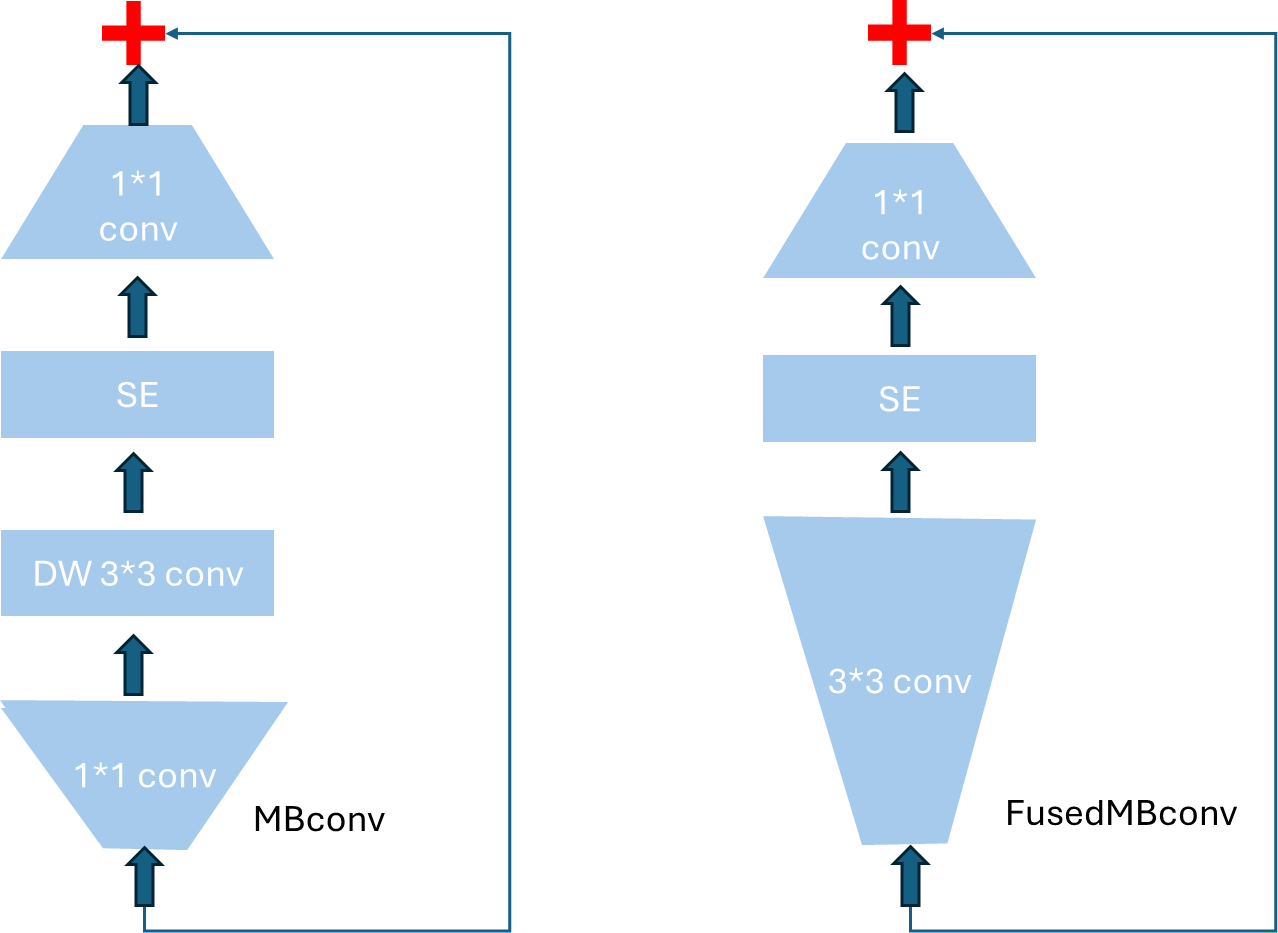 1*1
conv
SE
DW 3*3 conv
1*1 conv
MBconv
1*1
conv
SE
3*3 conv
FusedMBconv